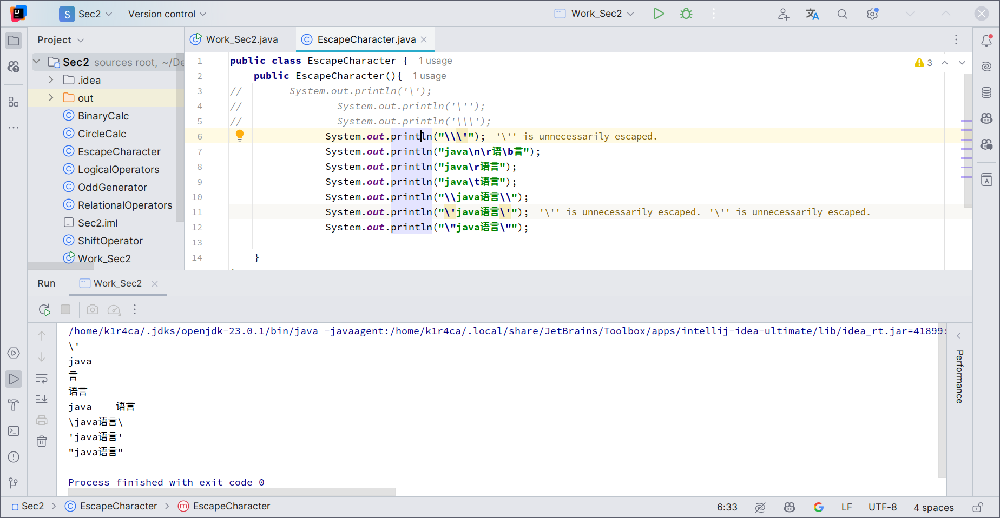 Sec2
Version control
Work_Sec2
Project
Work_Sec2.java
EscapeCharacter.java
Sec2 sources root, ~/De
.idea
out
BinaryCalc
CircleCalc
EscapeCharacter
LogicalOperators
OddGenerator
RelationalOperators
Sec2.iml
ShiftOperator
Work_Sec2
1 public class EscapeCharacter { 1 usage
2 public EscapeCharacter(){ 1 usage
3 // System.out.println('\');
4 // System.out.println('\'');
5 // System.out.println('\\\');
6 System.out.println("\\\'"); '\'' is unnecessarily escaped.
7 System.out.println("java\n\r语\b言");
8 System.out.println("java\r语言");
9 System.out.println("java\t语言");
10 System.out.println("\\java语言\\");
11 System.out.println("\'java语言\'"); '\'' is unnecessarily escaped. '\'' is unnecessarily escaped.
12 System.out.println("\"java语言\"");
13
14 }
3
Run
Work_Sec2
/home/k1r4ca/.jdks/openjdk-23.0.1/bin/java -javaagent:/home/k1r4ca/.local/share/JetBrains/Toolbox/apps/intellij-idea-ultimate/lib/idea_rt.jar=41899:
\'
java
言
语言
java 语言
\java语言\
'java语言'
"java语言"
Process finished with exit code 0
Performance
Sec2 > EscapeCharacter > EscapeCharacter
6:33
LF
UTF-8
4 spaces